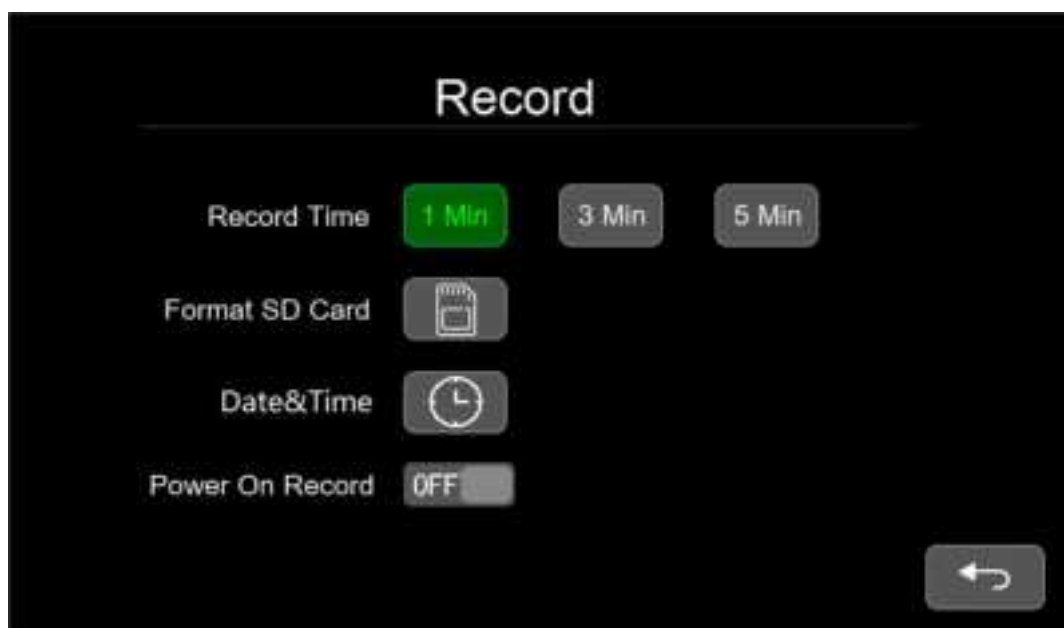 Record
Record Time 1 Min 3 Min 5 Min
Format SD Card
Date&Time
Power On Record OFF